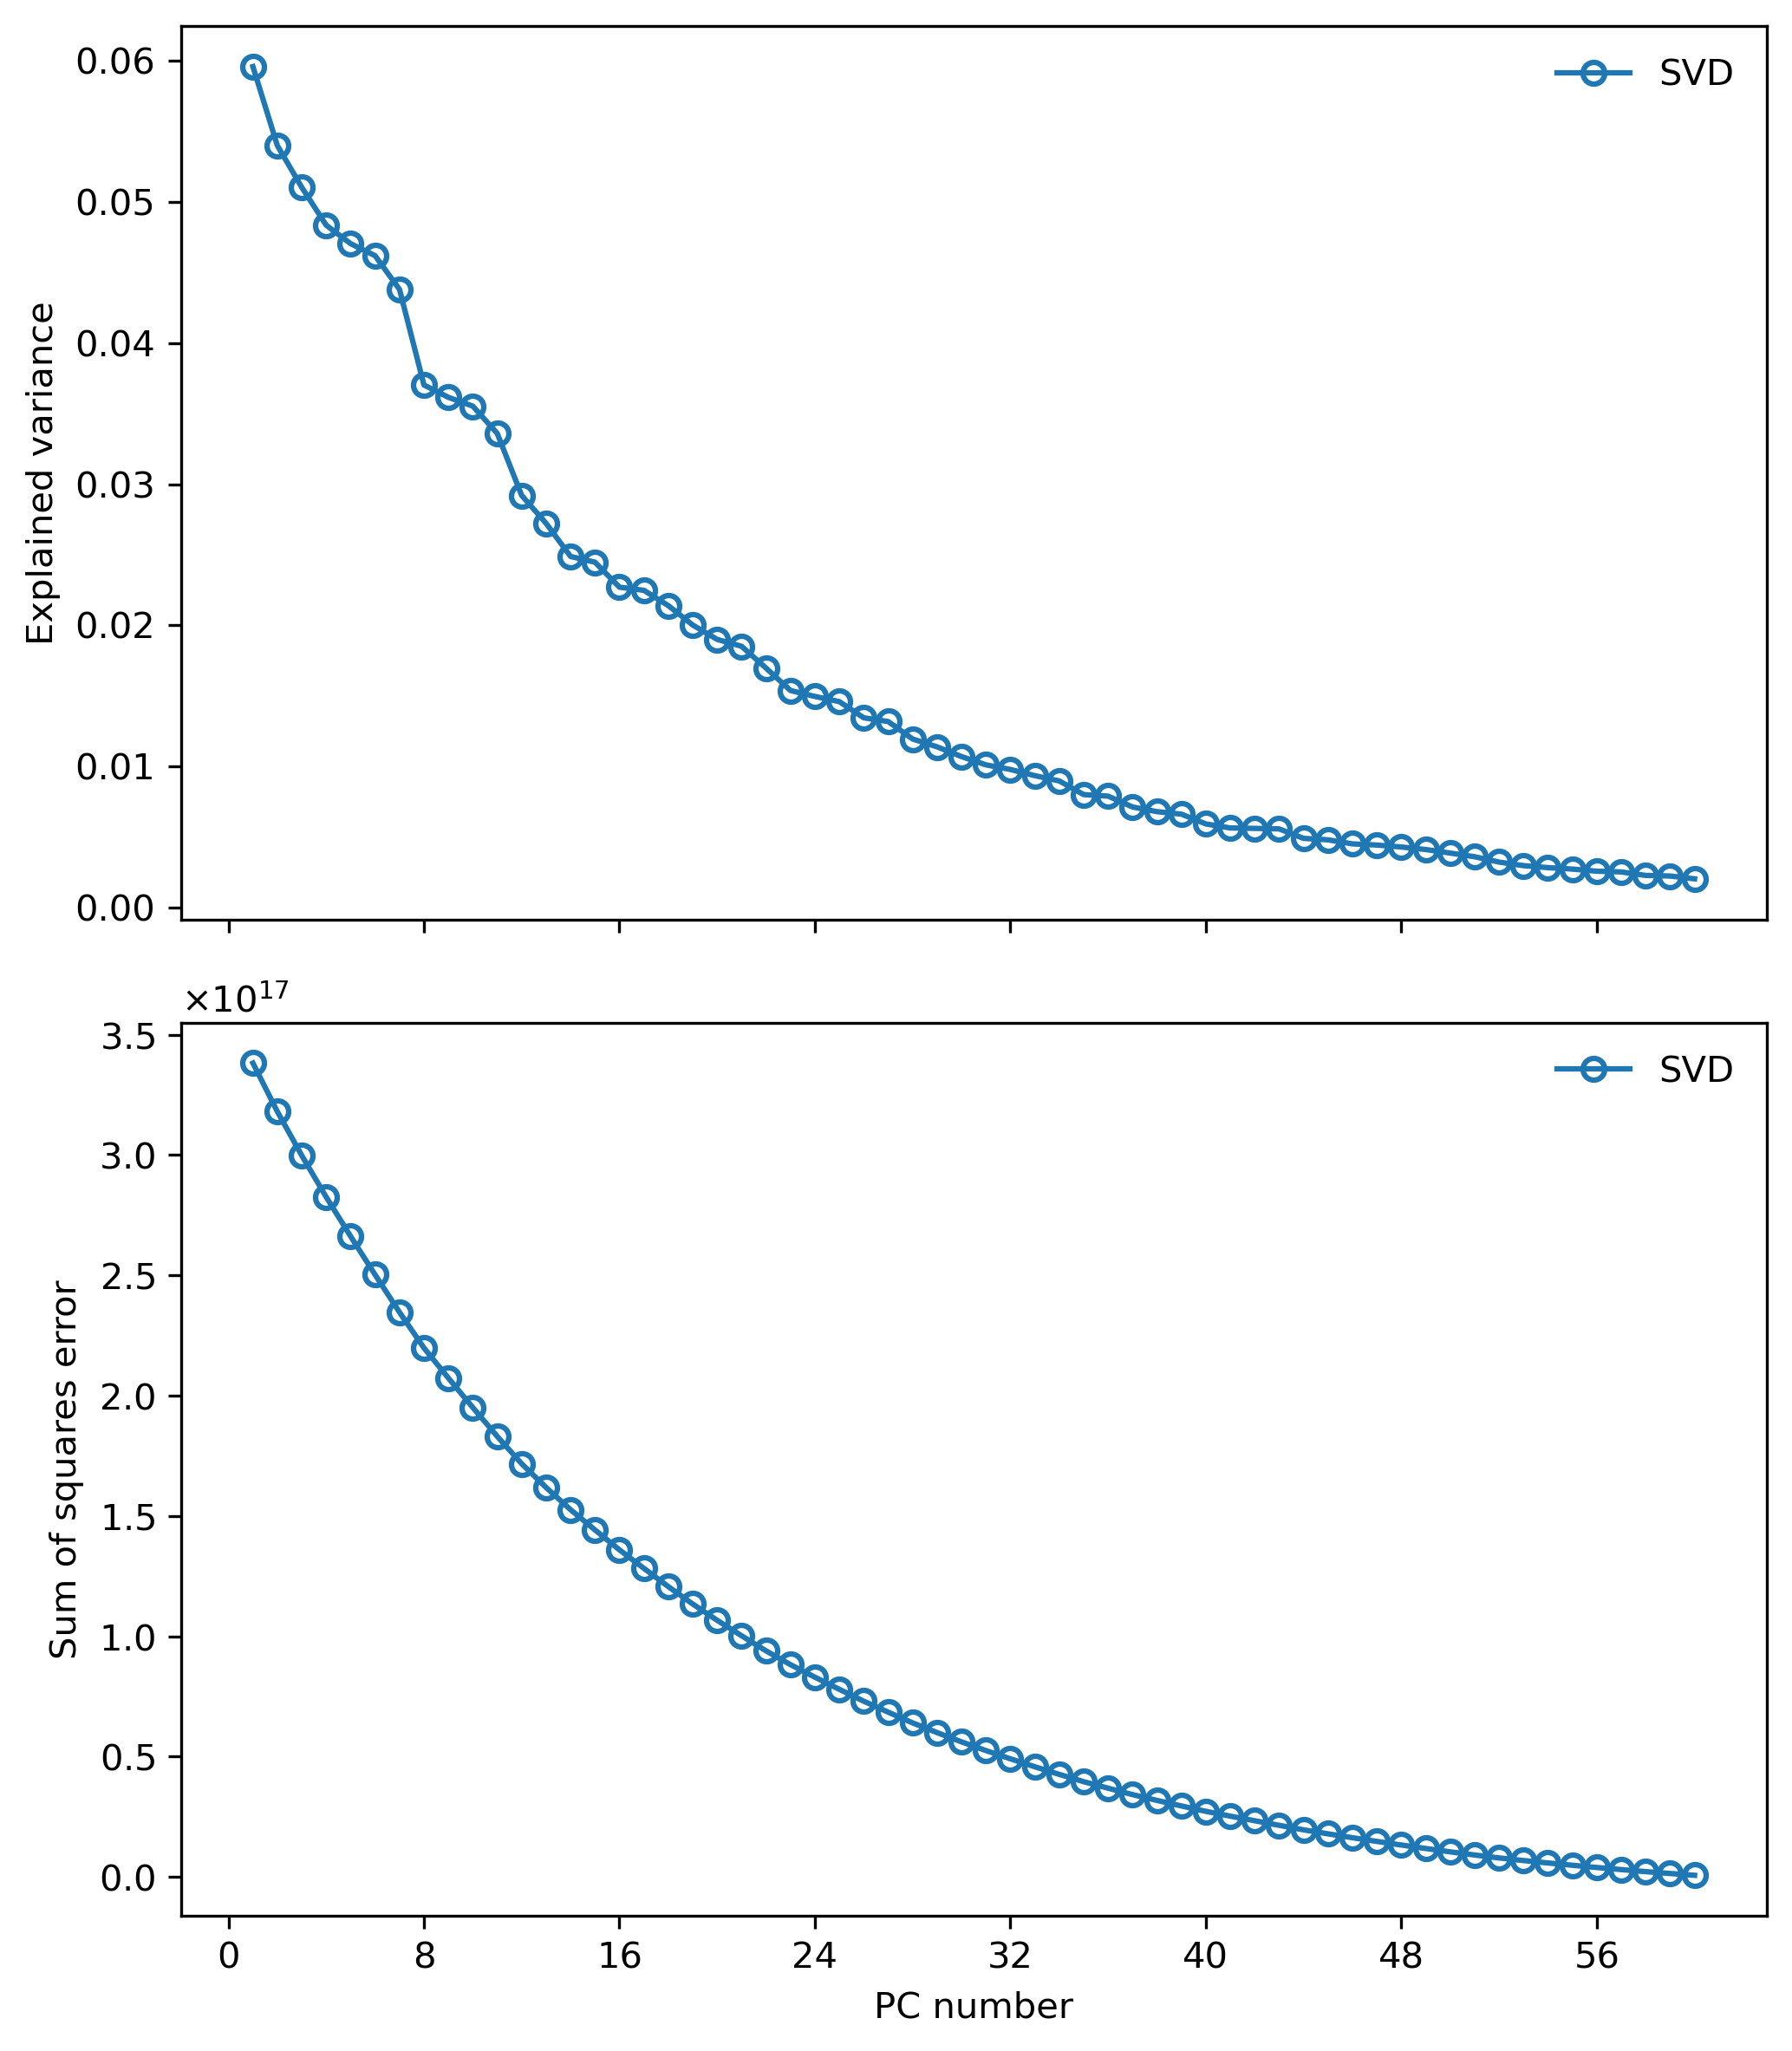 0.06
0.05
0.04
0.03
0.02
0.01
0.00
Explained variance
SVD
×10¹⁷
3.5
3.0
2.5
2.0
1.5
1.0
0.5
0.0
Sum of squares error
SVD
0 8 16 24 32 40 48 56
PC number